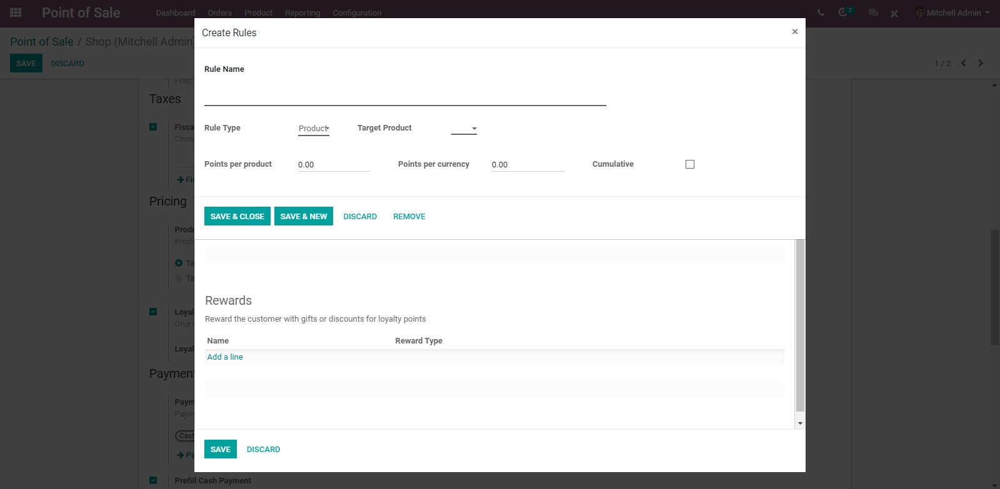 Point of Sale Dashboard Orders Product Reporting Configuration 7 Mitchell Admin
Create Rules ×
Point of Sale / Shop (Mitchell Admin)
SAVE DISCARD 1 / 2
Rule Name
Print
Taxes
Rule Type Product Target Product
Fisca
Choo
Points per product 0.00 Points per currency 0.00 Cumulative
Fis
Pricing
SAVE & CLOSE SAVE & NEW DISCARD REMOVE
Produ
Produ
Ta
Ta
Rewards
Loyal
Give
Reward the customer with gifts or discounts for loyalty points
Name Reward Type
Loyal
Add a line
Payment
Paym
Paym
Cash
Pa
SAVE DISCARD
Prefill Cash Payment